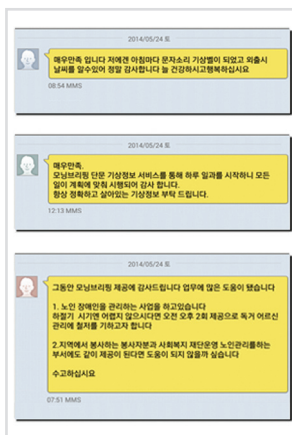 2014/05/24 토
매우만족 입니다 저에겐 아침마다 문자소리 기상벨이 되었고 외출시
날씨를 알수있어 정말 감사합니다 늘 건강하시고행복하십시요
08:54 MMS
2014/05/24 토
매우만족.
모닝브리핑 단문 기상정보 서비스를 통해 하루 일과를 시작하니 모든
일이 계획에 맞춰 시행되어 감사 합니다.
항상 정확하고 살아있는 기상정보 부탁 드립니다.
12:13 MMS
2014/05/24 토
그동안 모닝브리핑 제공에 감사드립니다 업무에 많은 도움이 됐습니다
1. 노인 장애인을 관리하는 사업을 하고있습니다
하절기 시기엔 어렵지 않으시다면 오전 오후 2회 제공으로 독거 어르신
관리에 철저를 기하고자 합니다
2.지역에서 봉사하는 봉사자분과 사회복지 재단운영 노인관리를하는
부서에도 같이 제공이 된다면 도움이 되지 않을까 싶습니다
수고하십시요
07:51 MMS